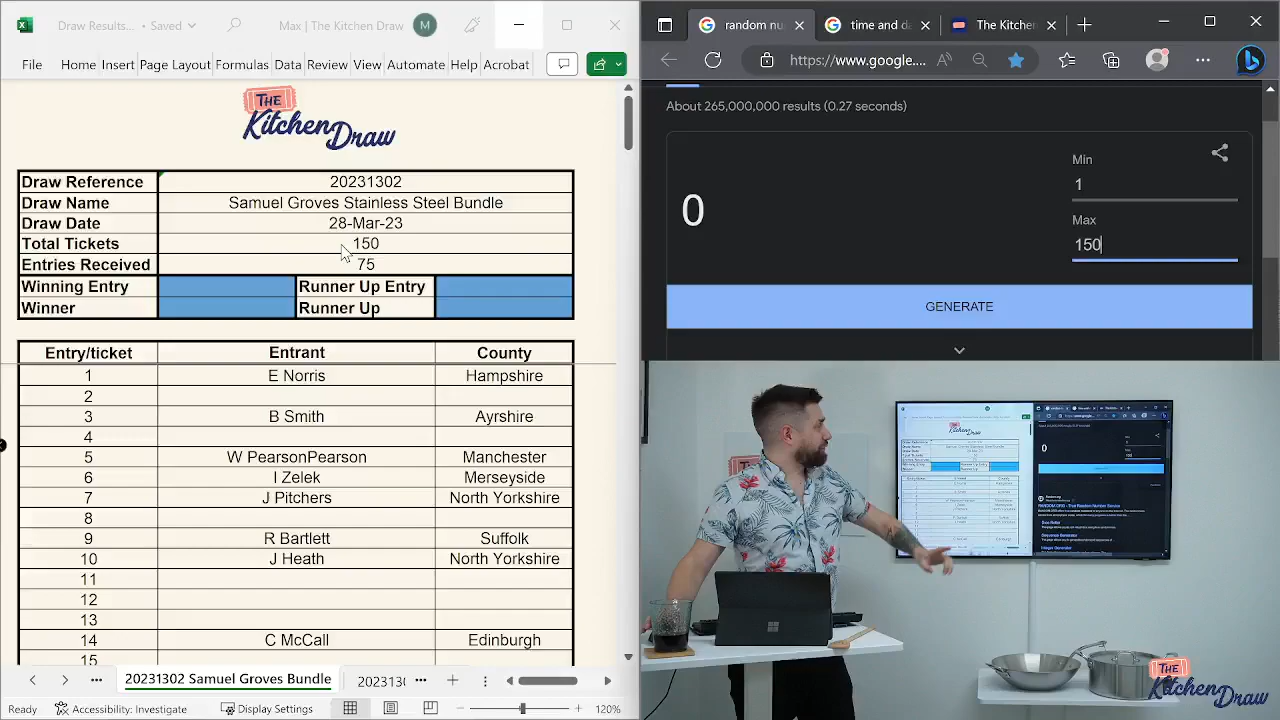 Draw Results... • Saved
Max | The Kitchen Draw
M
File Home Insert Page Layout Formulas Data Review View Automate Help Acrobat
THE
Kitchen Draw
Draw Reference 20231302
Draw Name Samuel Groves Stainless Steel Bundle
Draw Date 28-Mar-23
Total Tickets 150
Entries Received 75
Winning Entry Runner Up Entry
Winner Runner Up
Entry/ticket Entrant County
1 E Norris Hampshire
2
3 B Smith Ayrshire
4
5 Pearson Manchester
6 I Zelek Merseyside
7 J Pitchers North Yorkshire
8
9 R Bartlett Suffolk
10 J Heath North Yorkshire
11
12
13
14 C McCall Edinburgh
15
20231302 Samuel Groves Bundle
Ready Accessibility: Investigate Display Settings 120%
random nu
time and d
The Kitchen
https://www.google....
About 265,000,000 results (0.27 seconds)
0
Min
1
Max
150
GENERATE
THE
Kitchen Draw